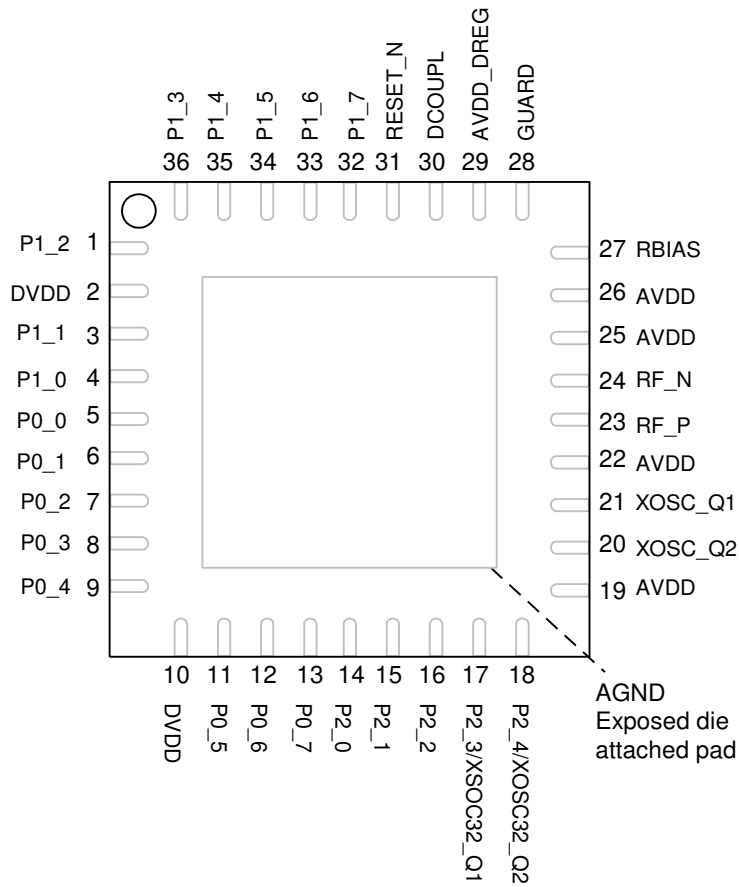 P1_3
P1_4
P1_5
P1_6
P1_7
RESET_N
DCOUPL
AVDD_DREG
GUARD
36 35 34 33 32 31 30 29 28
P1_2 1
DVDD 2
P1_1 3
P1_0 4
P0_0 5
P0_1 6
P0_2 7
P0_3 8
P0_4 9
27 RBIAS
26 AVDD
25 AVDD
24 RF_N
23 RF_P
22 AVDD
21 XOSC_Q1
20 XOSC_Q2
19 AVDD
10 11 12 13 14 15 16 17 18
DVDD
P0_5
P0_6
P0_7
P2_0
P2_1
P2_2
P2_3/XSOC32_Q1
P2_4/XOSC32_Q2
AGND
Exposed die
attached pad